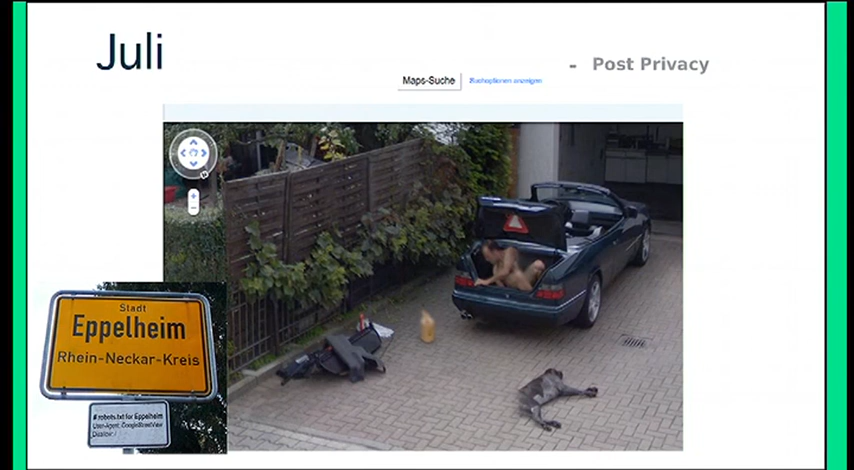 Juli
- Post Privacy
Maps-Suche
Suchoptionen anzeigen
Stadt
Eppelheim
Rhein-Neckar-Kreis
# robots.txt for Eppelheim
User-Agent: GoogleStreetView
Disallow: /